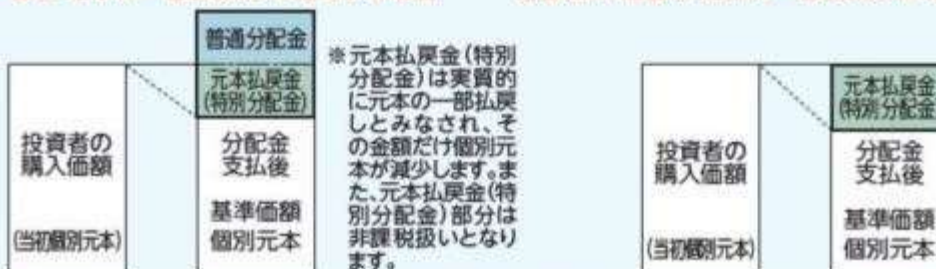 普通分配金
元本払戻金
(特別分配金)
投資者の
購入価額
(当初個別元本)
分配金
支払後
基準価額
個別元本
※元本払戻金(特別
分配金)は実質的
に元本の一部払戻
しとみなされ、そ
の金額だけ個別元
本が減少します。ま
た、元本払戻金(特
別分配金)部分は
非課税扱いとなり
ます。
投資者の
購入価額
(当初個別元本)
元本払戻金
(特別分配金)
分配金
支払後
基準価額
個別元本